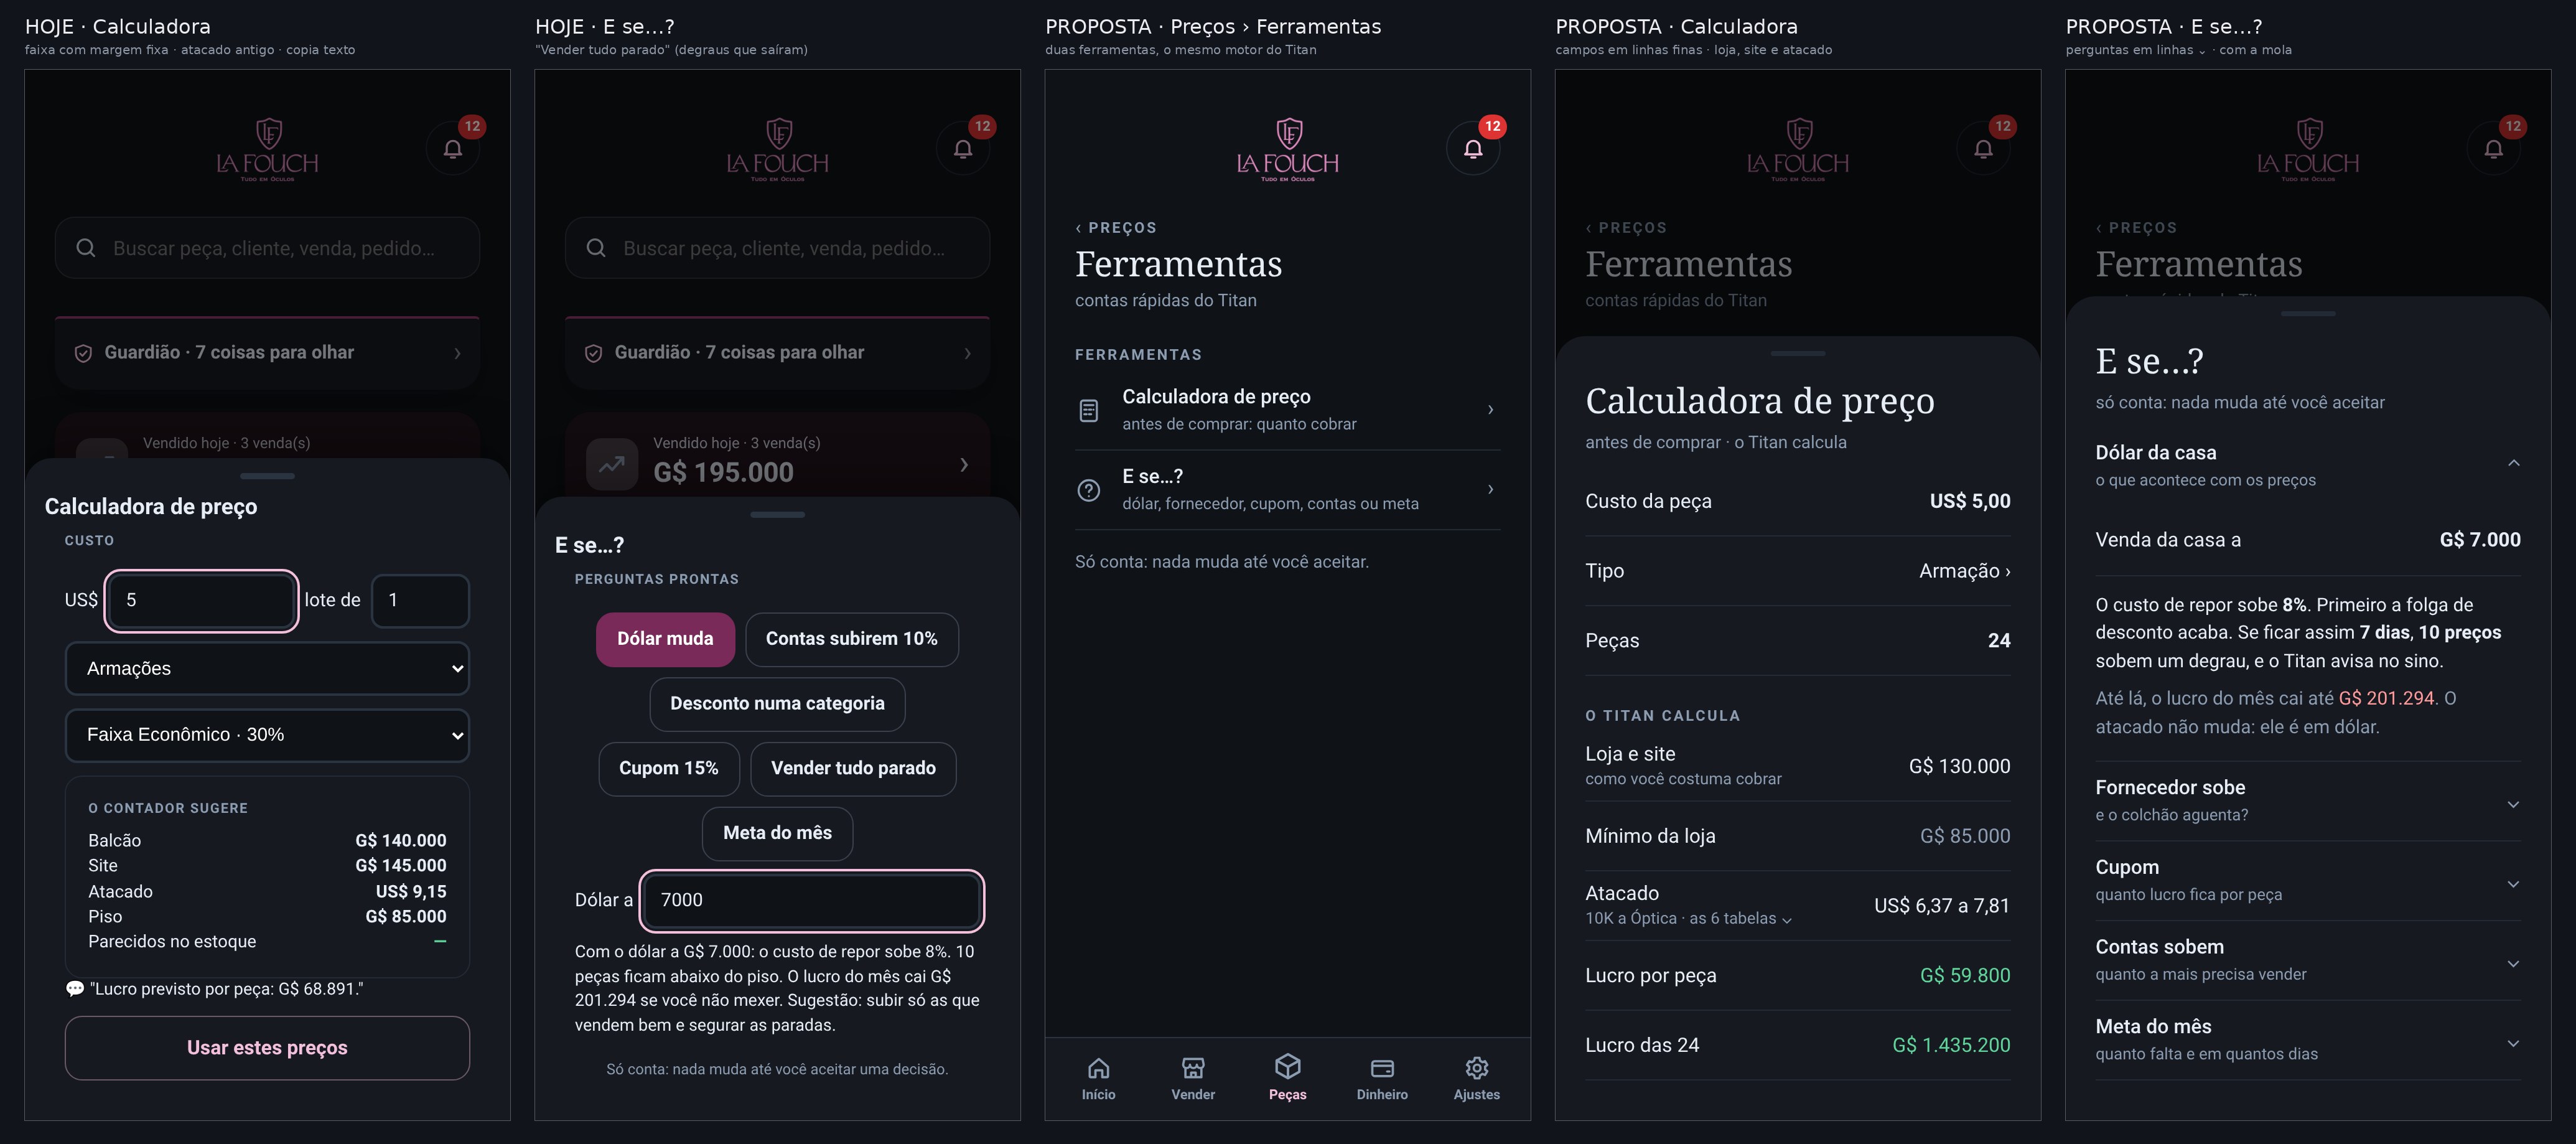 HOJE · Calculadora
faixa com margem fixa · atacado antigo · copia texto
LA FOUCH
TUDO EM ÓCULOS
12
Buscar peça, cliente, venda, pedido...
Guardião · 7 coisas para olhar ›
Vendido hoje · 3 venda(s)
Calculadora de preço
CUSTO
US$ 5 lote de 1
Armações
Faixa Econômico · 30%
O CONTADOR SUGERE
Balcão G$ 140.000
Site G$ 145.000
Atacado US$ 9,15
Piso G$ 85.000
Parecidos no estoque —
💬 "Lucro previsto por peça: G$ 68.891."
Usar estes preços
HOJE · E se...?
"Vender tudo parado" (degraus que saíram)
LA FOUCH
TUDO EM ÓCULOS
12
Buscar peça, cliente, venda, pedido...
Guardião · 7 coisas para olhar ›
Vendido hoje · 3 venda(s)
G$ 195.000 ›
E se...?
PERGUNTAS PRONTAS
Dólar muda Contas subirem 10%
Desconto numa categoria
Cupom 15% Vender tudo parado
Meta do mês
Dólar a 7000
Com o dólar a G$ 7.000: o custo de repor sobe 8%. 10
peças ficam abaixo do piso. O lucro do mês cai G$
201.294 se você não mexer. Sugestão: subir só as que
vendem bem e segurar as paradas.
Só conta: nada muda até você aceitar uma decisão.
PROPOSTA · Preços › Ferramentas
duas ferramentas, o mesmo motor do Titan
LA FOUCH
TUDO EM ÓCULOS
12
‹ PREÇOS
Ferramentas
contas rápidas do Titan
FERRAMENTAS
Calculadora de preço ›
antes de comprar: quanto cobrar
E se...? ›
dólar, fornecedor, cupom, contas ou meta
Só conta: nada muda até você aceitar.
Início Vender Peças Dinheiro Ajustes
PROPOSTA · Calculadora
campos em linhas finas · loja, site e atacado
LA FOUCH
TUDO EM ÓCULOS
12
‹ PREÇOS
Ferramentas
contas rápidas do Titan
Calculadora de preço
antes de comprar · o Titan calcula
Custo da peça US$ 5,00
Tipo Armação ›
Peças 24
O TITAN CALCULA
Loja e site G$ 130.000
como você costuma cobrar
Mínimo da loja G$ 85.000
Atacado US$ 6,37 a 7,81
10K a Óptica · as 6 tabelas ⌄
Lucro por peça G$ 59.800
Lucro das 24 G$ 1.435.200
PROPOSTA · E se...?
perguntas em linhas ⌄ · com a mola
LA FOUCH
TUDO EM ÓCULOS
12
‹ PREÇOS
Ferramentas
E se...?
só conta: nada muda até você aceitar
Dólar da casa
o que acontece com os preços
Venda da casa a G$ 7.000
O custo de repor sobe 8%. Primeiro a folga de
desconto acaba. Se ficar assim 7 dias, 10 preços
sobem um degrau, e o Titan avisa no sino.
Até lá, o lucro do mês cai até G$ 201.294. O
atacado não muda: ele é em dólar.
Fornecedor sobe
e o colchão aguenta?
Cupom
quanto lucro fica por peça
Contas sobem
quanto a mais precisa vender
Meta do mês
quanto falta e em quantos dias